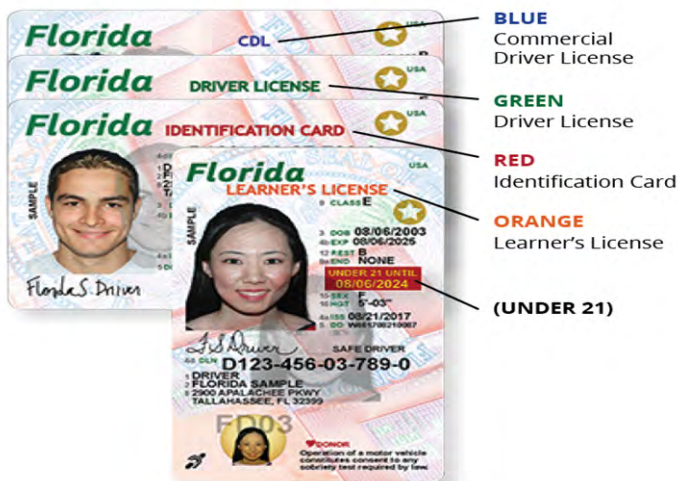 Florida
CDL
USA
BLUE
Commercial
Driver License
Florida
DRIVER LICENSE
USA
GREEN
Driver License
Florida
IDENTIFICATION CARD
USA
RED
Identification Card
SAMPLE
Florida S. Driver
Florida
USA
LEARNER'S LICENSE
ORANGE
Learner's License
SAMPLE
9 CLASS E
3 DOB 08/06/2003
4b EXP 08/06/2025
12 REST B
9a END NONE
UNDER 21 UNTIL
08/06/2024
(UNDER 21)
15 SEX F
16 HGT 5'-03"
4a ISS 08/21/2017
5 DD W661708210067
F S Driver
SAFE DRIVER
4d DLN D123-456-03-789-0
1 DRIVER
2 FLORIDA SAMPLE
8 2900 APALACHEE PKWY
TALLAHASSEE, FL 32399
FD03
DONOR
Operation of a motor vehicle
constitutes consent to any
sobriety test required by law.